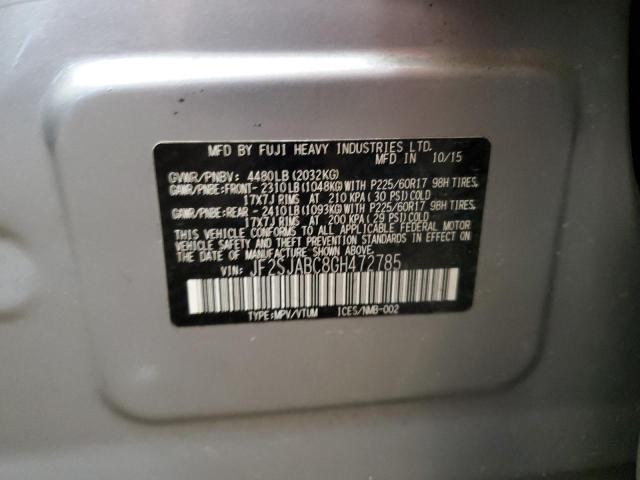 MFD BY FUJI HEAVY INDUSTRIES LTD.
MFD IN 10/15
GVWR/PNBV: 4480LB(2032KG)
GAWR/PNBE:FRONT- 2310LB(1048KG)WITH P225/60R17 98H TIRES,
17X7J RIMS AT 210 KPA( 30 PSI)COLD
GAWR/PNBE:REAR - 2410LB(1093KG)WITH P225/60R17 98H TIRES,
17X7J RIMS AT 200 KPA( 29 PSI)COLD
THIS VEHICLE CONFORMS TO ALL APPLICABLE FEDERAL MOTOR
VEHICLE SAFETY AND THEFT PREVENTION STANDARDS IN EFFECT ON
THE DATE OF MANUFACTURE SHOWN ABOVE.
VIN: JF2SJABC8GH472785
TYPE:MPV/VTUM ICES/NMB-002